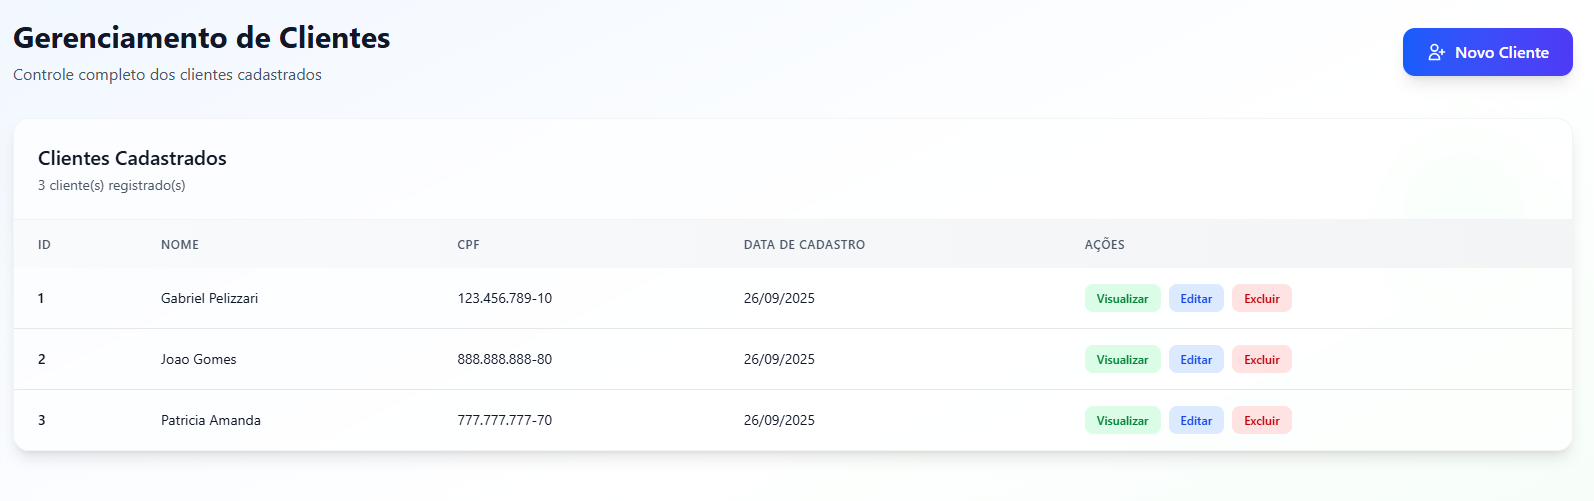 Gerenciamento de Clientes
Controle completo dos clientes cadastrados
Novo Cliente
Clientes Cadastrados
3 cliente(s) registrado(s)
ID NOME CPF DATA DE CADASTRO AÇÕES
1 Gabriel Pelizzari 123.456.789-10 26/09/2025 Visualizar Editar Excluir
2 Joao Gomes 888.888.888-80 26/09/2025 Visualizar Editar Excluir
3 Patricia Amanda 777.777.777-70 26/09/2025 Visualizar Editar Excluir